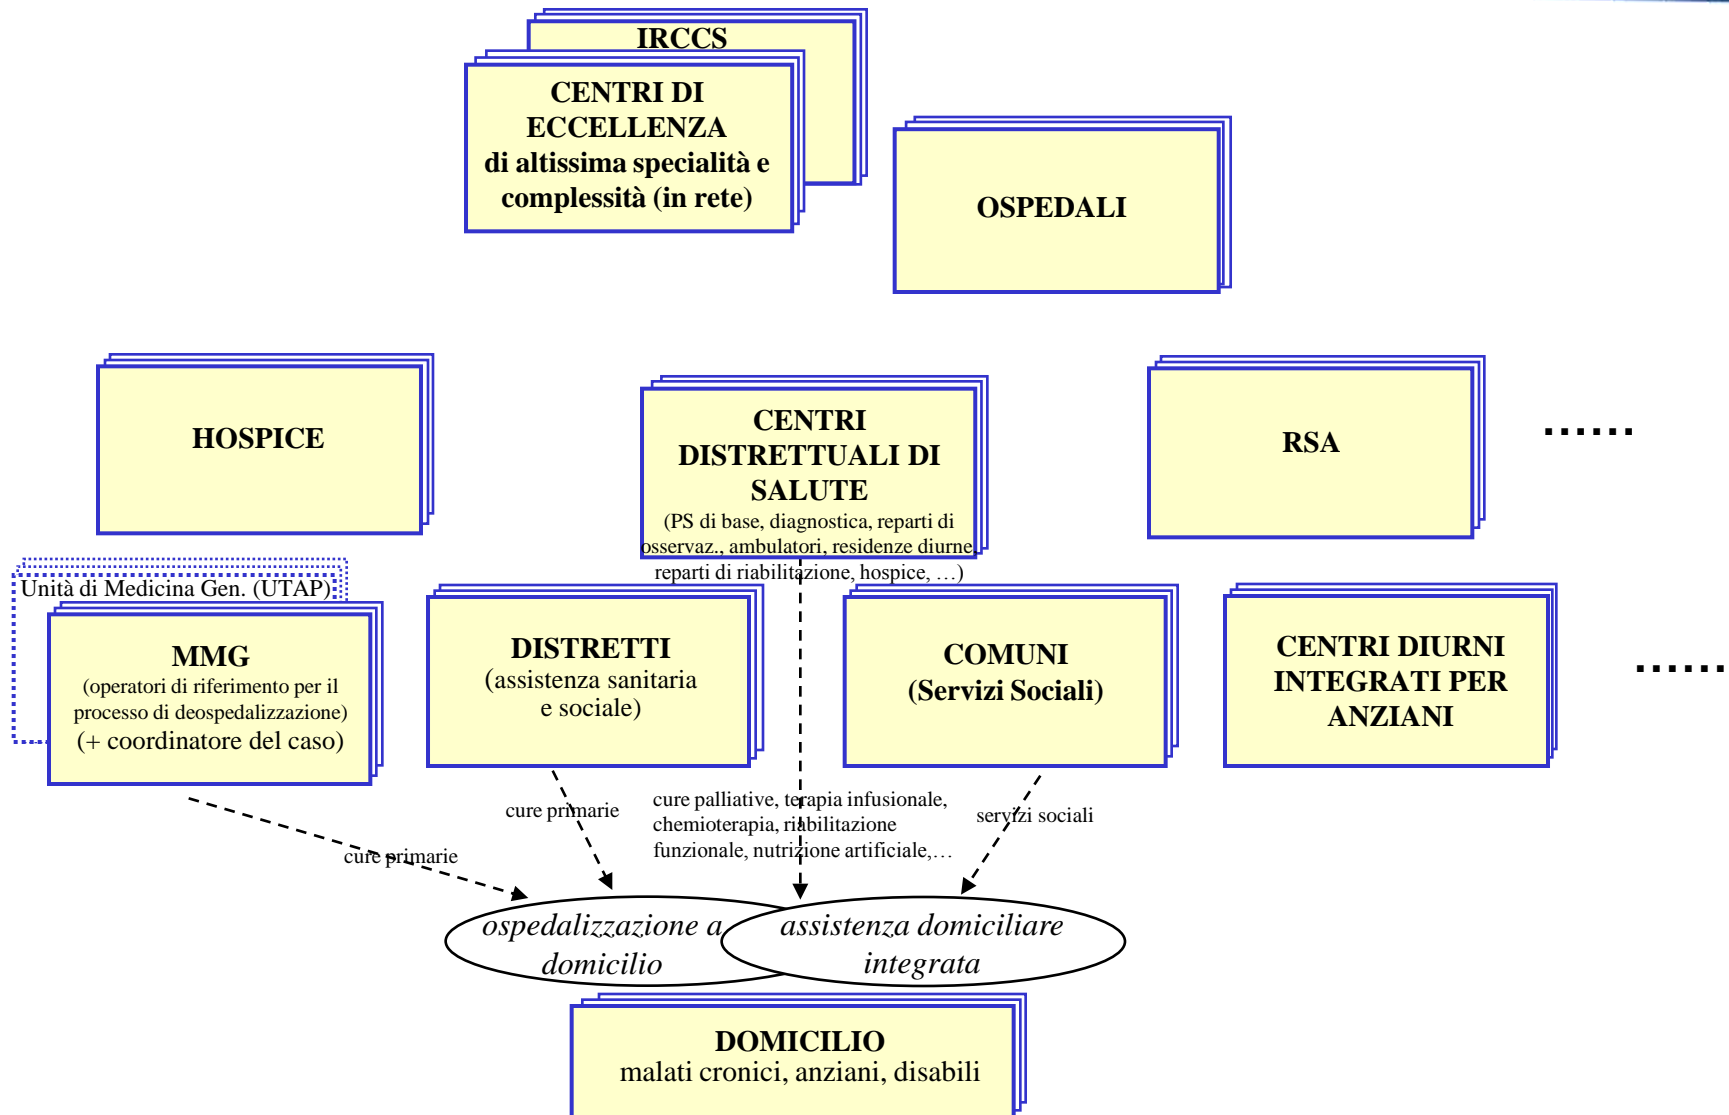 IRCCS
CENTRI DI
ECCELLENZA
di altissima specialità e
complessità (in rete)
OSPEDALI
HOSPICE
CENTRI
DISTRETTUALI DI
SALUTE
(PS di base, diagnostica, reparti di
osservaz., ambulatori, residenze diurne,
reparti di riabilitazione, hospice, …)
RSA
……
Unità di Medicina Gen. (UTAP)
MMG
(operatori di riferimento per il
processo di deospedalizzazione)
(+ coordinatore del caso)
DISTRETTI
(assistenza sanitaria
e sociale)
COMUNI
(Servizi Sociali)
CENTRI DIURNI
INTEGRATI PER
ANZIANI
……
cure primarie
cure primarie
cure palliative, terapia infusionale,
chemioterapia, riabilitazione
funzionale, nutrizione artificiale,…
servizi sociali
ospedalizzazione a
domicilio
assistenza domiciliare
integrata
DOMICILIO
malati cronici, anziani, disabili